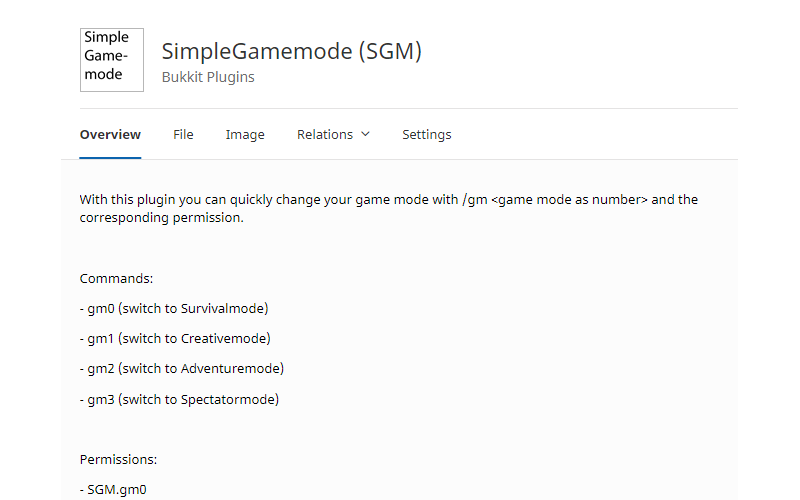 Simple
Game-
mode
SimpleGamemode (SGM)
Bukkit Plugins
Overview
File
Image
Relations
Settings
With this plugin you can quickly change your game mode with /gm <game mode as number> and the
corresponding permission.
Commands:
- gm0 (switch to Survivalmode)
- gm1 (switch to Creativemode)
- gm2 (switch to Adventuremode)
- gm3 (switch to Spectatormode)
Permissions:
- SGM.gm0